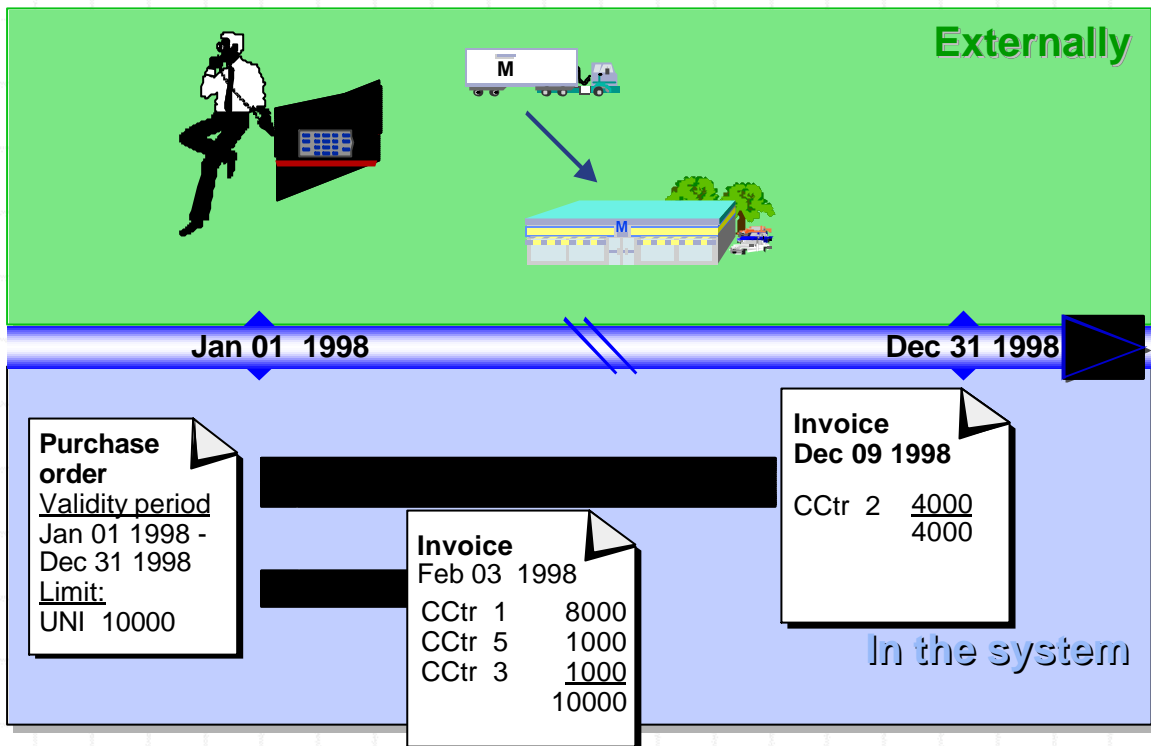 Externally
M
M
Jan 01 1998
Dec 31 1998
Purchase
order
Validity period
Jan 01 1998 -
Dec 31 1998
Limit:
UNI 10000
Invoice
Feb 03 1998
CCtr 1 8000
CCtr 5 1000
CCtr 3 1000
10000
Invoice
Dec 09 1998
CCtr 2 4000
4000
In the system